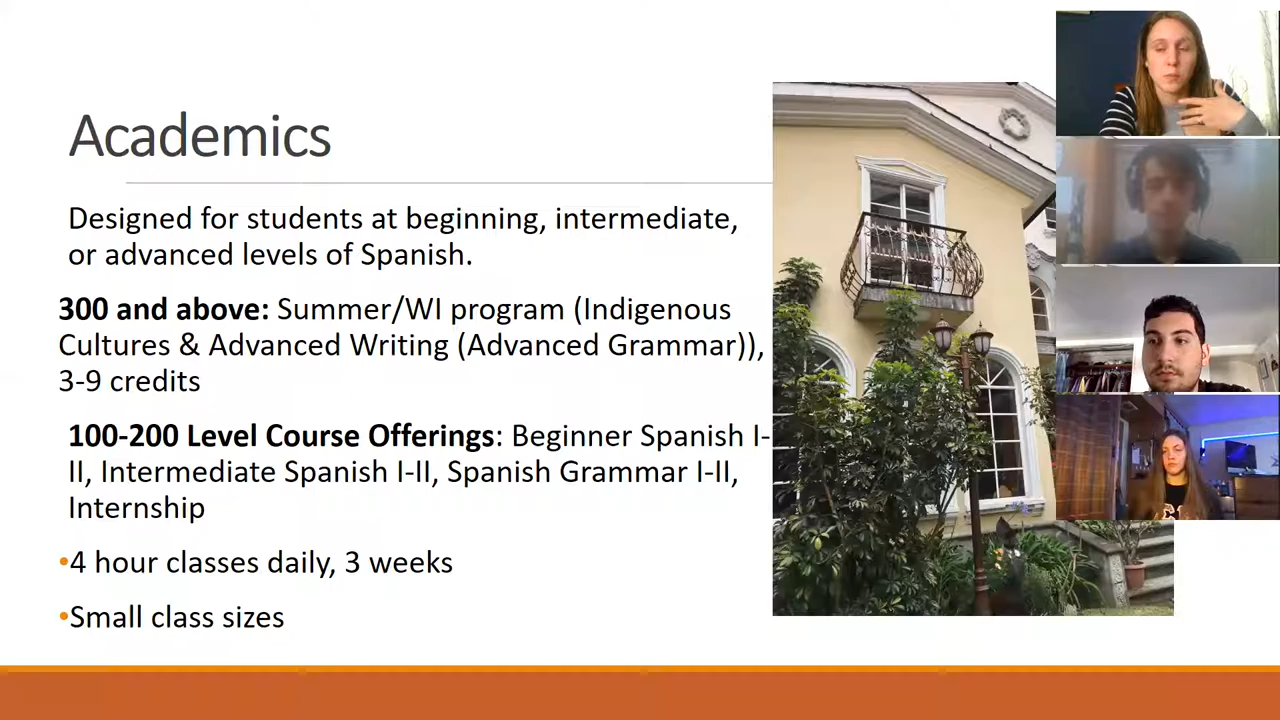 Academics
Designed for students at beginning, intermediate,
or advanced levels of Spanish.
300 and above: Summer/WI program (Indigenous
Cultures & Advanced Writing (Advanced Grammar)),
3-9 credits
100-200 Level Course Offerings: Beginner Spanish I-
II, Intermediate Spanish I-II, Spanish Grammar I-II,
Internship
•4 hour classes daily, 3 weeks
•Small class sizes